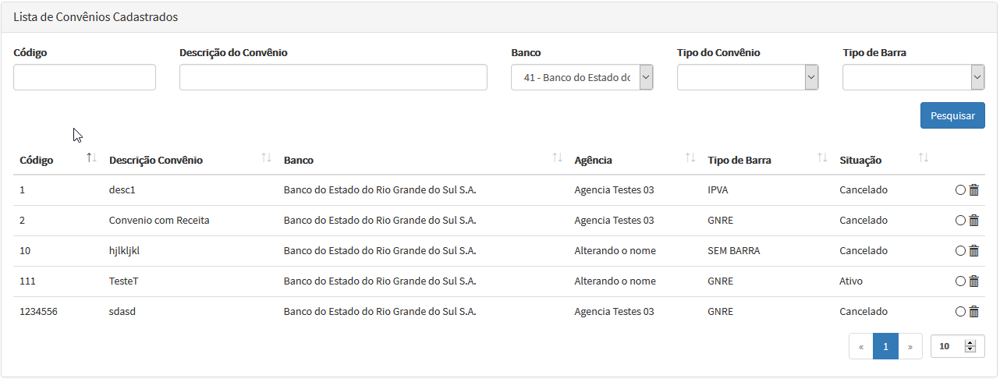 Lista de Convênios Cadastrados
Código Descrição do Convênio Banco Tipo do Convênio Tipo de Barra
41 - Banco do Estado do
Pesquisar
Código Descrição Convênio Banco Agência Tipo de Barra Situação
1 desc1 Banco do Estado do Rio Grande do Sul S.A. Agencia Testes 03 IPVA Cancelado
2 Convenio com Receita Banco do Estado do Rio Grande do Sul S.A. Agencia Testes 03 GNRE Cancelado
10 hjlkljkl Banco do Estado do Rio Grande do Sul S.A. Alterando o nome SEM BARRA Cancelado
111 TesteT Banco do Estado do Rio Grande do Sul S.A. Alterando o nome GNRE Ativo
1234556 sdasd Banco do Estado do Rio Grande do Sul S.A. Agencia Testes 03 GNRE Cancelado
« 1 » 10